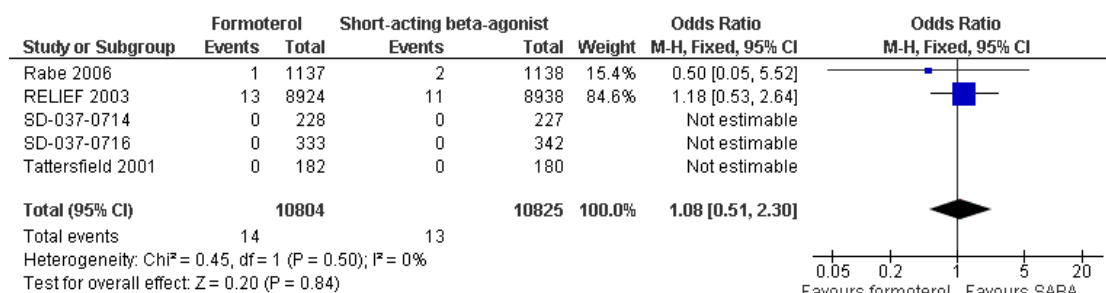 Formoterol Short-acting beta-agonist Odds Ratio Odds Ratio
Study or Subgroup Events Total Events Total Weight M-H, Fixed, 95% CI M-H, Fixed, 95% CI
Rabe 2006 1 1137 2 1138 15.4% 0.50 [0.05, 5.52]
RELIEF 2003 13 8924 11 8938 84.6% 1.18 [0.53, 2.64]
SD-037-0714 0 228 0 227 Not estimable
SD-037-0716 0 333 0 342 Not estimable
Tattersfield 2001 0 182 0 180 Not estimable
Total (95% CI) 10804 10825 100.0% 1.08 [0.51, 2.30]
Total events 14 13
Heterogeneity: Chi² = 0.45, df = 1 (P = 0.50); I² = 0%
Test for overall effect: Z = 0.20 (P = 0.84)
0.05 0.2 1 5 20
Favours formoterol Favours SABA